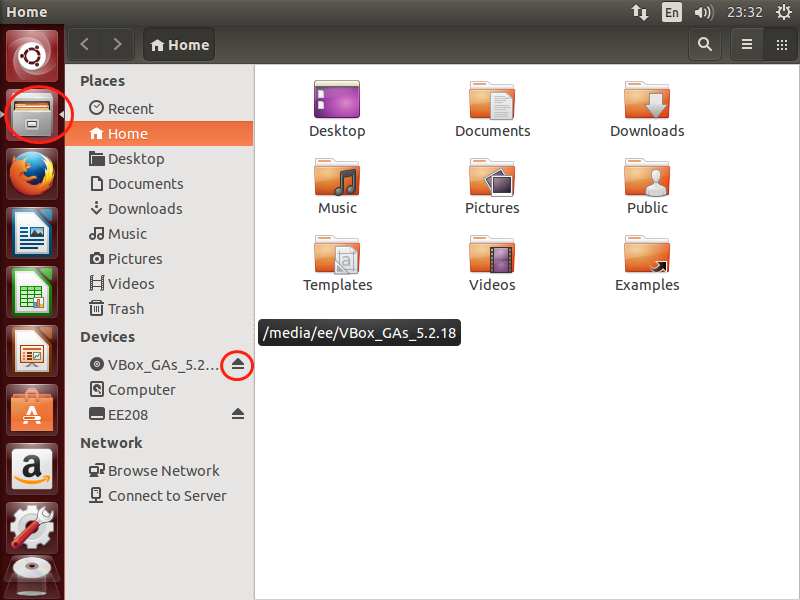 Home
En
23:32
Home
Places
Recent
Home
Desktop
Documents
Downloads
Music
Pictures
Videos
Trash
Devices
VBox_GAs_5.2...
Computer
EE208
Network
Browse Network
Connect to Server
Desktop
Documents
Downloads
Music
Pictures
Public
Templates
Videos
Examples
/media/ee/VBox_GAs_5.2.18